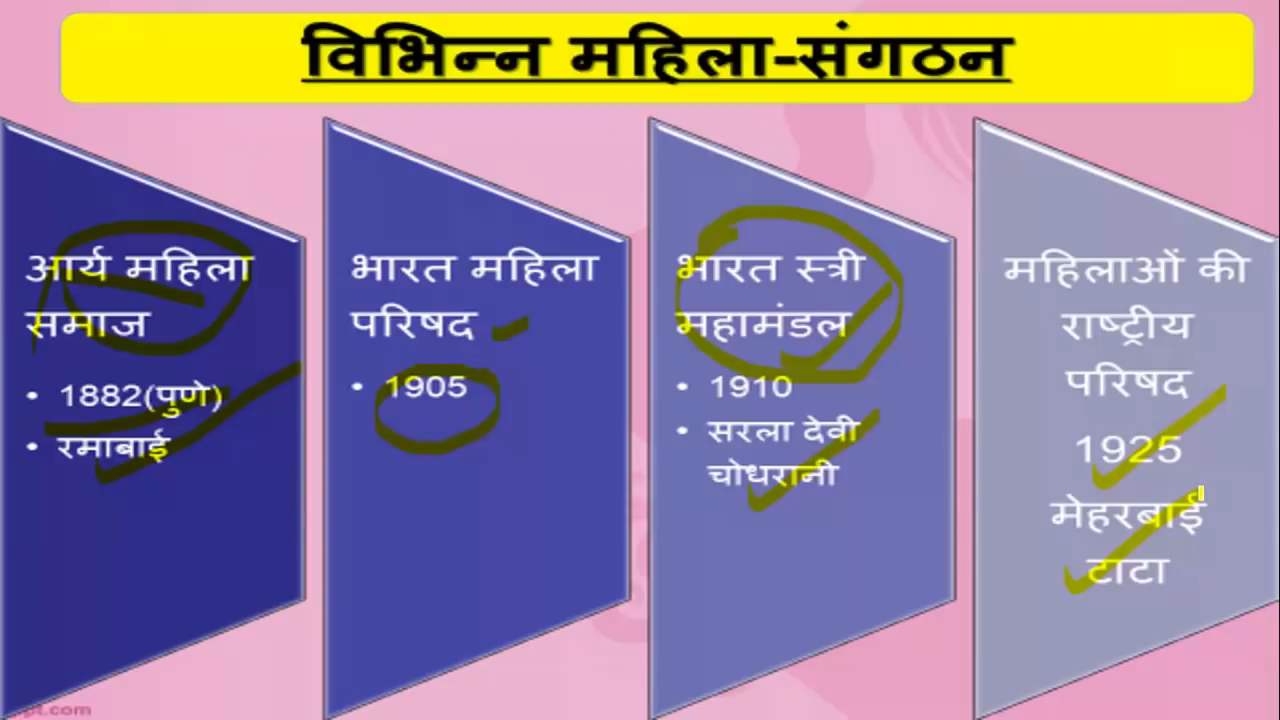 विभिन्न महिला-संगठन
आर्य महिला
समाज
• 1882(पुणे)
• रमाबाई
भारत महिला
परिषद
• 1905
भारत स्त्री
महामंडल
• 1910
• सरला देवी
चोधरानी
महिलाओं की
राष्ट्रीय
परिषद
1925
मेहरबाई
टाटा